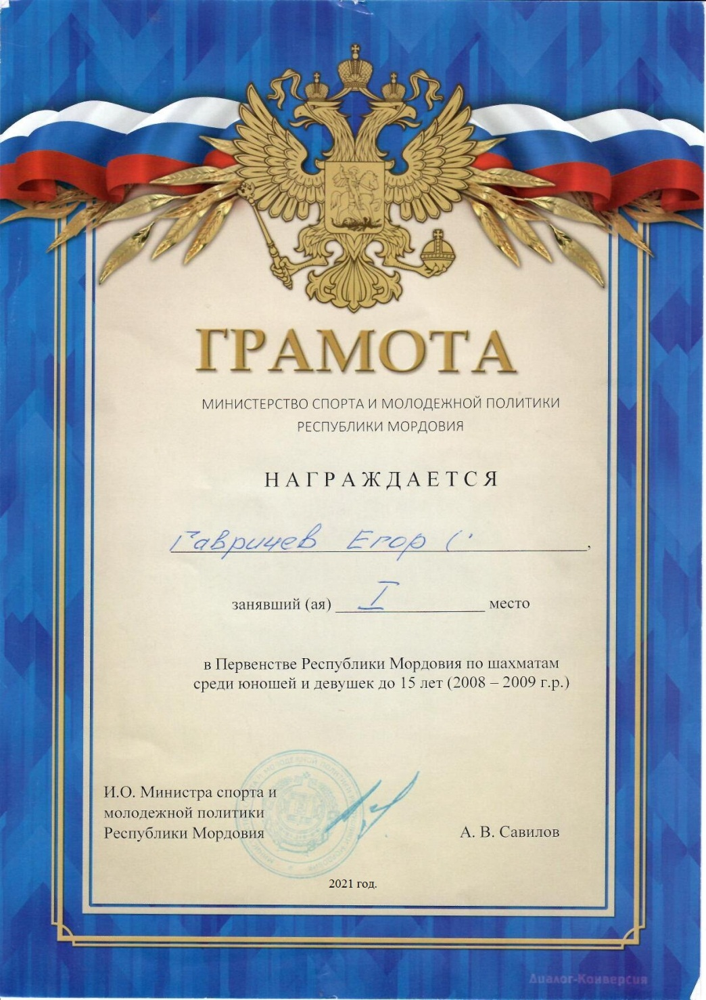 ГРАМОТА
МИНИСТЕРСТВО СПОРТА И МОЛОДЕЖНОЙ ПОЛИТИКИ
РЕСПУБЛИКИ МОРДОВИЯ
НАГРАЖДАЕТСЯ
Гавричев Егор С.,
занявший (ая) I место
в Первенстве Республики Мордовия по шахматам
среди юношей и девушек до 15 лет (2008 – 2009 г.р.)
И.О. Министра спорта и
молодежной политики
Республики Мордовия
А. В. Савилов
2021 год.
Диалог-Конверсия